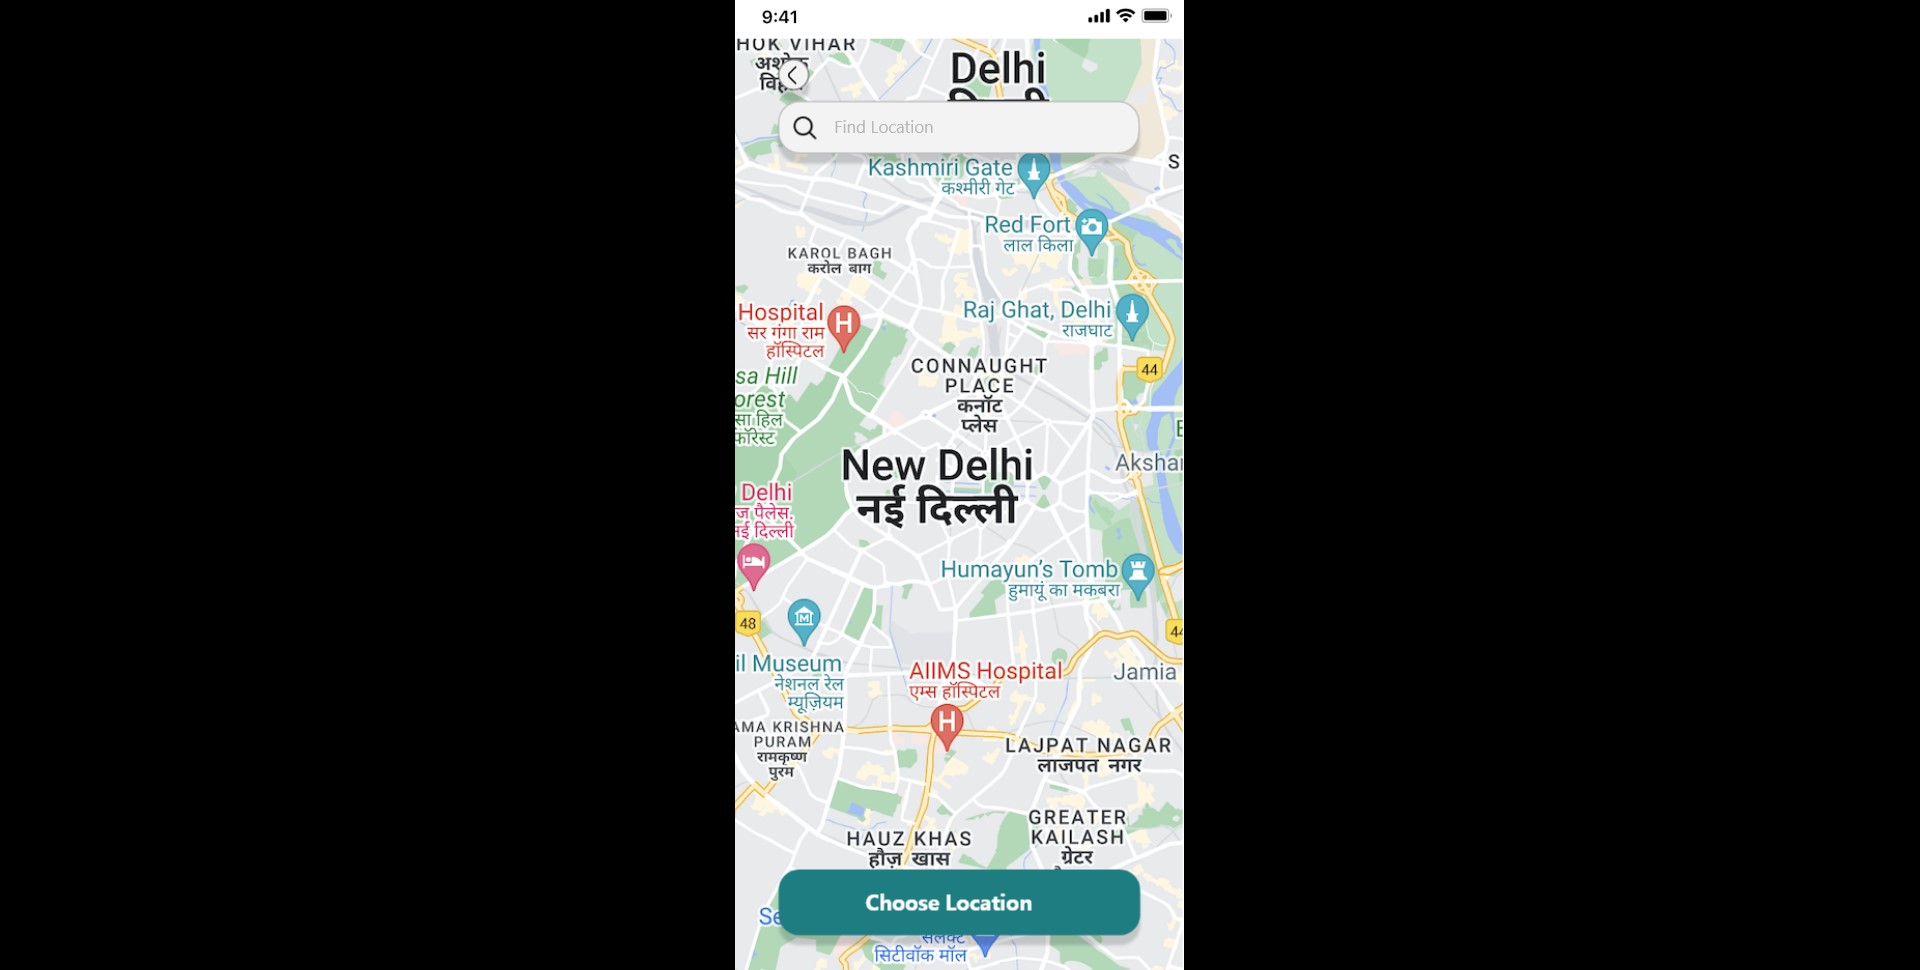 9:41
HOK VIHAR
अशोक
Delhi
Find Location
Kashmiri Gate
कश्मीरी गेट
S
Red Fort
लाल किला
KAROL BAGH
करोल बाग
Hospital
सर गंगा राम
हॉस्पिटल
Raj Ghat, Delhi
राजघाट
CONNAUGHT
PLACE
कनॉट
प्लेस
44
sa Hill
orest
सा हिल
फॉरेस्ट
New Delhi
नई दिल्ली
Akshar
Delhi
ज पैलेस,
नई दिल्ली
Humayun's Tomb
हुमायूं का मकबरा
48
44
il Museum
नेशनल रेल
म्यूज़ियम
AIIMS Hospital
एम्स हॉस्पिटल
Jamia
AMA KRISHNA
PURAM
रामकृष्ण
पुरम
LAJPAT NAGAR
लाजपत नगर
HAUZ KHAS
हौज़ खास
GREATER
KAILASH
ग्रेटर
Choose Location
Se
सेलेक्ट
सिटीवॉक मॉल